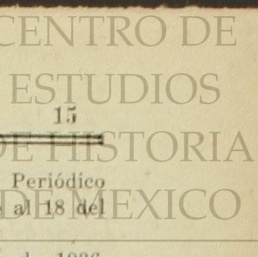 CENTRO DE
ESTUDIOS
15
DE HISTORIA
Periódico
al 18 del
DE MEXICO